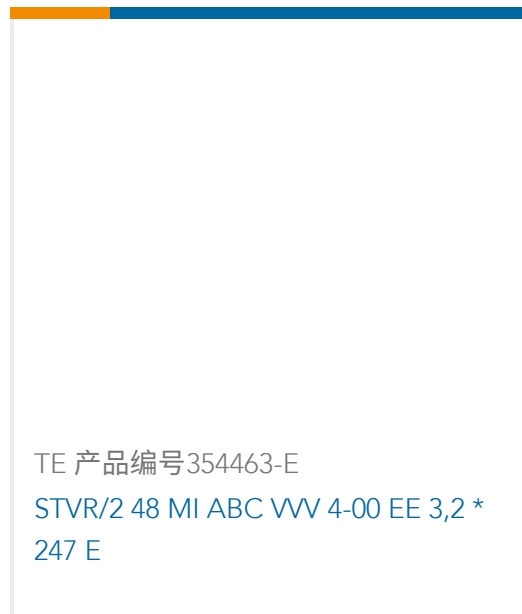 TE 产品编号354463-E
STVR/2 48 MI ABC VVV 4-00 EE 3,2 *
247 E